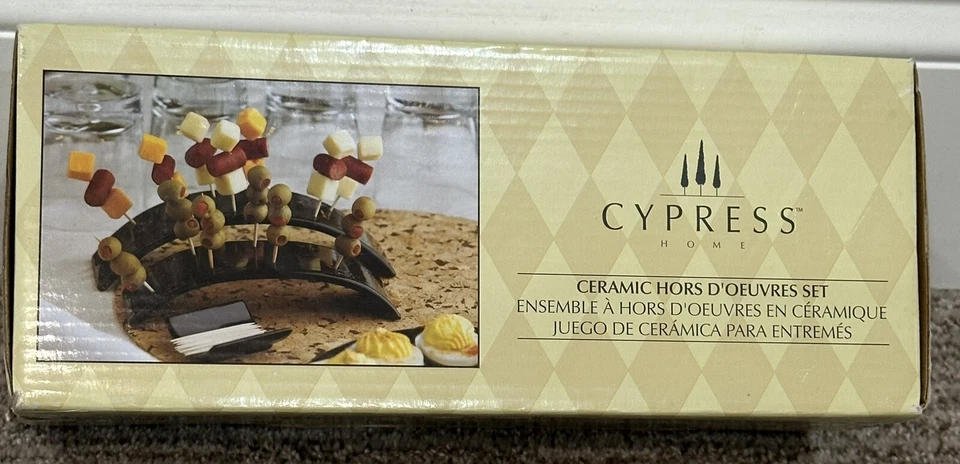 CYPRESS™
HOME
CERAMIC HORS D'OEUVRES SET
ENSEMBLE À HORS D'OEUVRES EN CÉRAMIQUE
JUEGO DE CERÁMICA PARA ENTREMÉS